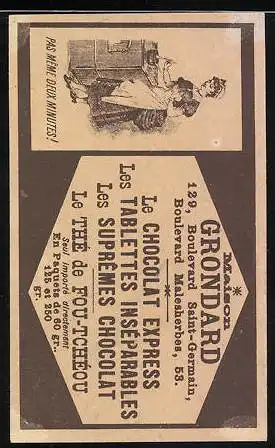 PAS MÊME DEUX MINUTES!
Maison
GRONDARD
129, Boulevard Saint-Germain,
Boulevard Malesherbes, 53.
Le CHOCOLAT EXPRESS
Les TABLETTES INSÉPARABLES
Les SUPRÊMES CHOCOLAT
Le THÉ de FOU-TCHÉOU
Seul importé directement
En Paquets de 60 gr.,
125 et 250
gr.